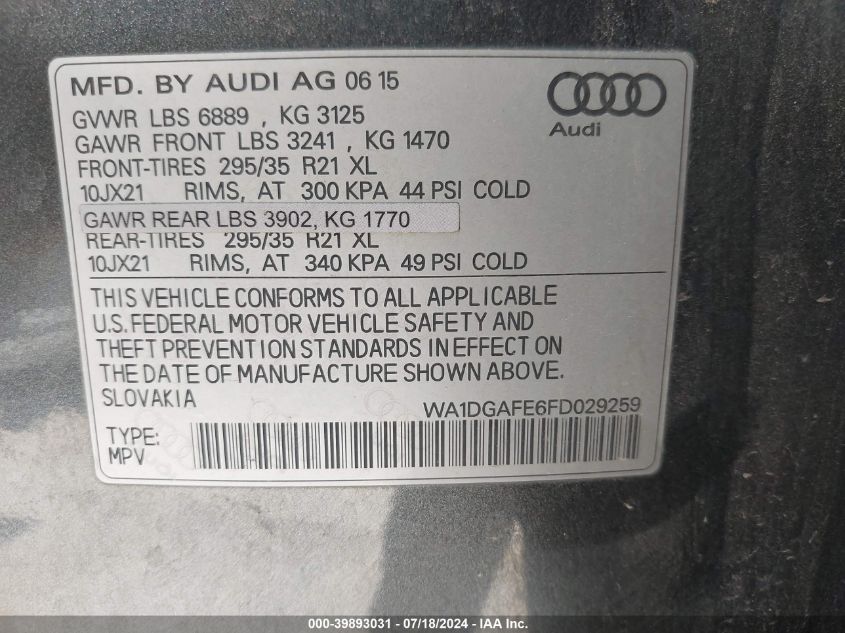 MFD. BY AUDI AG 06 15
GVWR LBS 6889 , KG 3125
GAWR FRONT LBS 3241 , KG 1470
FRONT-TIRES 295/35 R21 XL
10JX21 RIMS, AT 300 KPA 44 PSI COLD
GAWR REAR LBS 3902, KG 1770
REAR-TIRES 295/35 R21 XL
10JX21 RIMS, AT 340 KPA 49 PSI COLD
Audi
THIS VEHICLE CONFORMS TO ALL APPLICABLE
U.S. FEDERAL MOTOR VEHICLE SAFETY AND
THEFT PREVENTION STANDARDS IN EFFECT ON
THE DATE OF MANUFACTURE SHOWN ABOVE.
SLOVAKIA
WA1DGAFE6FD029259
TYPE:
MPV
000-39893031 - 07/18/2024 - IAA Inc.